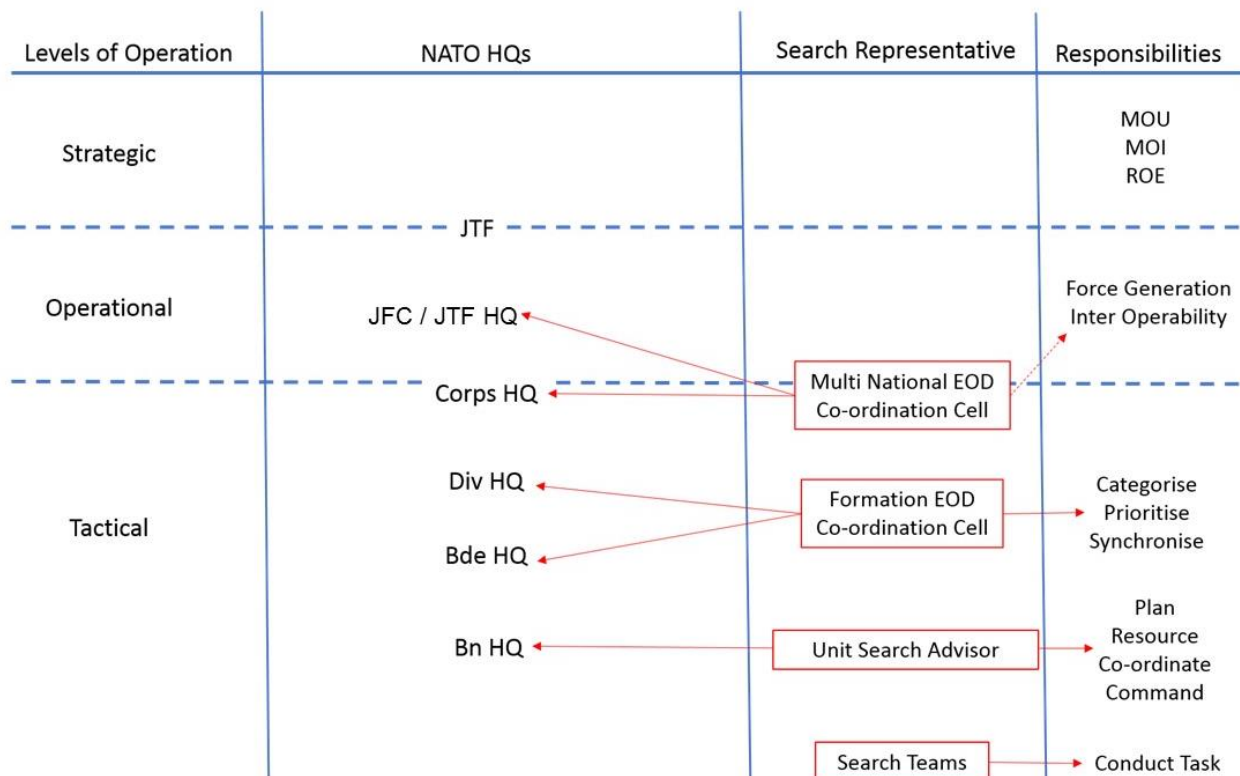 Levels of Operation
NATO HQs
Search Representative
Responsibilities
Strategic
MOU
MOI
ROE
JTF
Operational
JFC / JTF HQ
Force Generation
Inter Operability
Multi National EOD
Co-ordination Cell
Corps HQ
Tactical
Div HQ
Bde HQ
Formation EOD
Co-ordination Cell
Categorise
Prioritise
Synchronise
Bn HQ
Unit Search Advisor
Plan
Resource
Co-ordinate
Command
Search Teams
Conduct Task